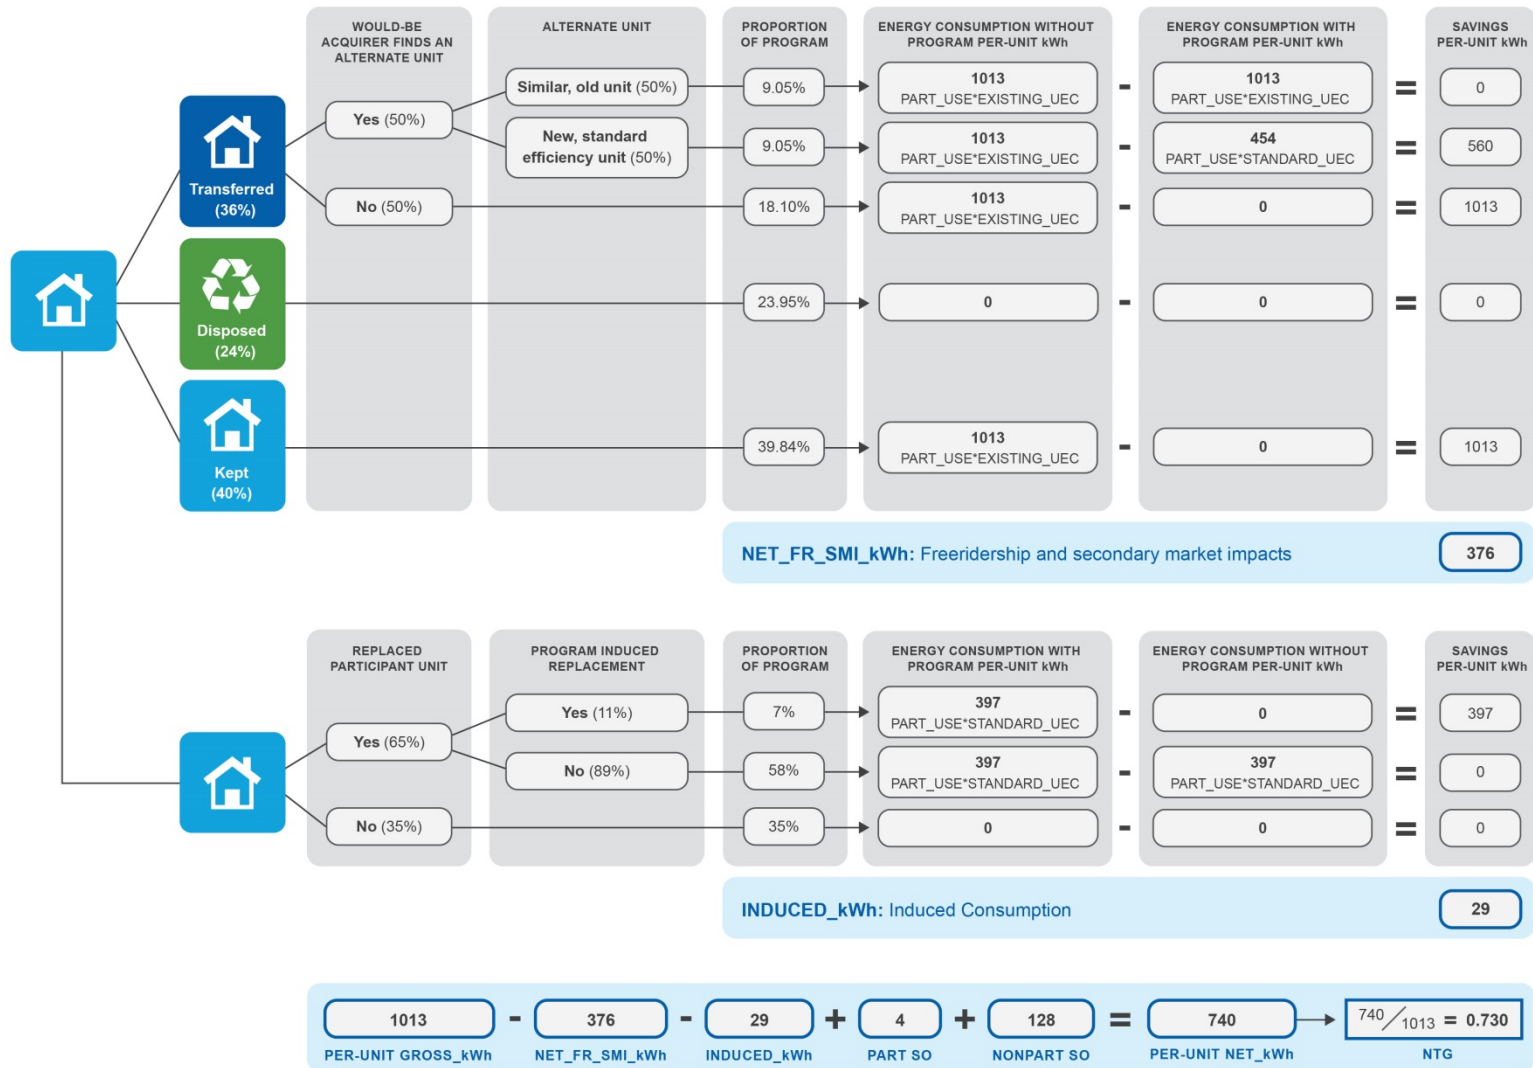 WOULD-BE
ACQUIRER FINDS AN
ALTERNATE UNIT
ALTERNATE UNIT
PROPORTION
OF PROGRAM
ENERGY CONSUMPTION WITHOUT
PROGRAM PER-UNIT kWh
ENERGY CONSUMPTION WITH
PROGRAM PER-UNIT kWh
SAVINGS
PER-UNIT kWh
Transferred
(36%)
Yes (50%)
Similar, old unit (50%)
9.05%
1013
PART_USE*EXISTING_UEC
-
1013
PART_USE*EXISTING_UEC
=
0
New, standard
efficiency unit (50%)
9.05%
1013
PART_USE*EXISTING_UEC
-
454
PART_USE*STANDARD_UEC
=
560
No (50%)
18.10%
1013
PART_USE*EXISTING_UEC
-
0
=
1013
Disposed
(24%)
23.95%
0
-
0
=
0
Kept
(40%)
39.84%
1013
PART_USE*EXISTING_UEC
-
0
=
1013
NET_FR_SMI_kWh: Freeridership and secondary market impacts
376
REPLACED
PARTICIPANT UNIT
PROGRAM INDUCED
REPLACEMENT
PROPORTION
OF PROGRAM
ENERGY CONSUMPTION WITH
PROGRAM PER-UNIT kWh
ENERGY CONSUMPTION WITHOUT
PROGRAM PER-UNIT kWh
SAVINGS
PER-UNIT kWh
Yes (65%)
Yes (11%)
7%
397
PART_USE*STANDARD_UEC
-
0
=
397
No (89%)
58%
397
PART_USE*STANDARD_UEC
-
397
PART_USE*STANDARD_UEC
=
0
No (35%)
35%
0
-
0
=
0
INDUCED_kWh: Induced Consumption
29
1013 - 376 - 29 + 4 + 128 = 740 740/1013 = 0.730
PER-UNIT GROSS_kWh NET_FR_SMI_kWh INDUCED_kWh PART SO NONPART SO PER-UNIT NET_kWh NTG